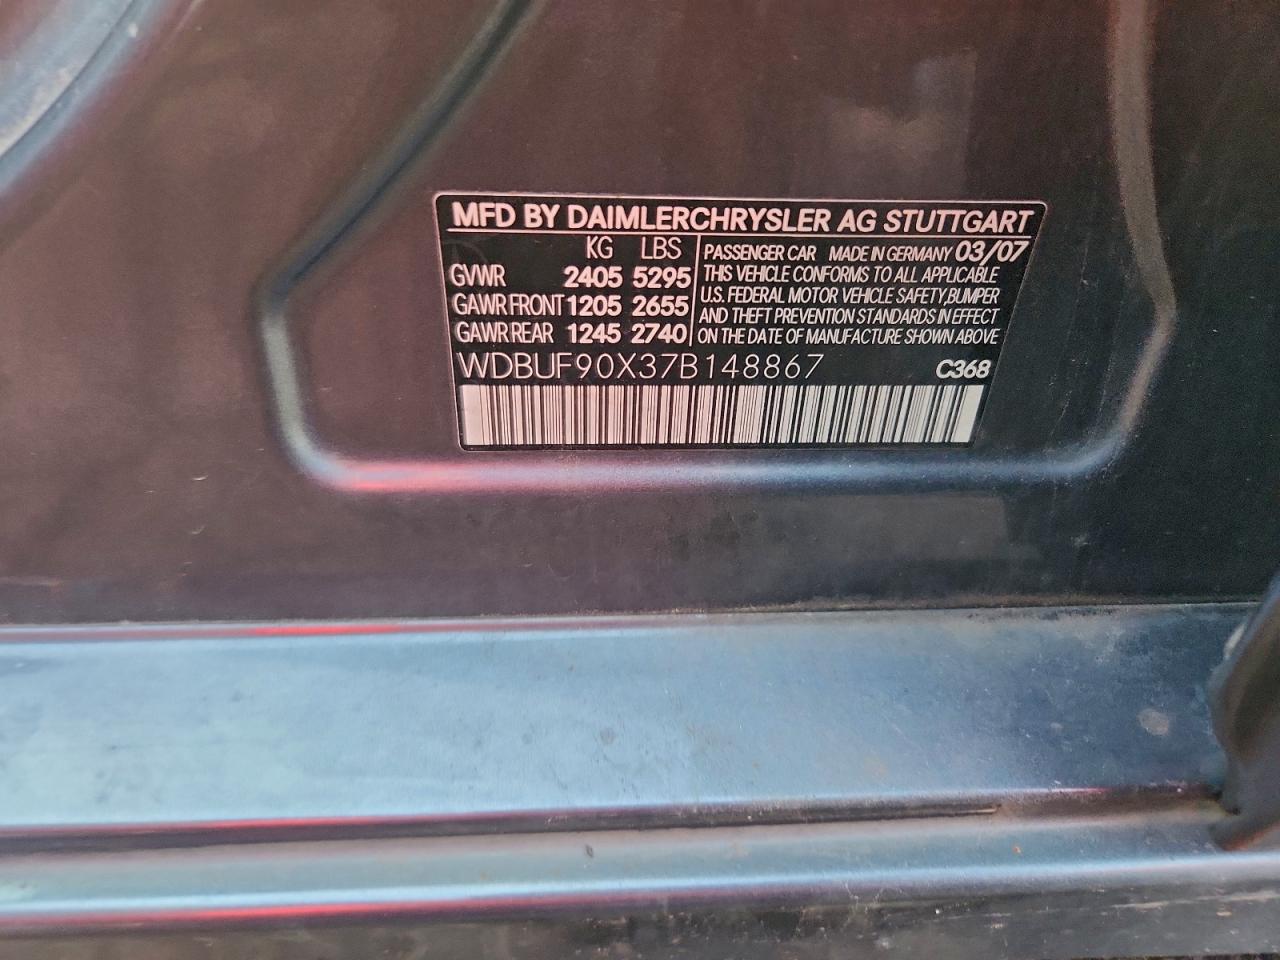 MFD BY DAIMLERCHRYSLER AG STUTTGART
KG LBS
GVWR 2405 5295
GAWR FRONT 1205 2655
GAWR REAR 1245 2740
PASSENGER CAR MADE IN GERMANY 03/07
THIS VEHICLE CONFORMS TO ALL APPLICABLE
U.S. FEDERAL MOTOR VEHICLE SAFETY,BUMPER
AND THEFT PREVENTION STANDARDS IN EFFECT
ON THE DATE OF MANUFACTURE SHOWN ABOVE
WDBUF90X37B148867 C368